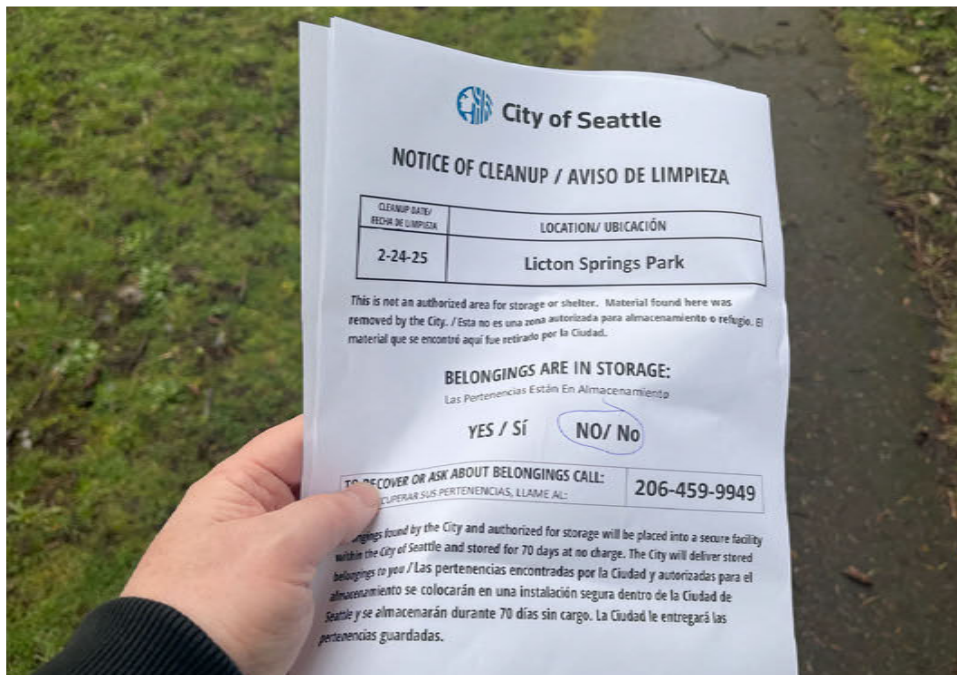 City of Seattle
NOTICE OF CLEANUP / AVISO DE LIMPIEZA
CLEANUP DATE/
FECHA DE LIMPIEZA
LOCATION/ UBICACIÓN
2-24-25
Licton Springs Park
This is not an authorized area for storage or shelter. Material found here was
removed by the City. / Esta no es una zona autorizada para almacenamiento o refugio. El
material que se encontró aquí fue retirado por la Ciudad.
BELONGINGS ARE IN STORAGE:
Las Pertenencias Están En Almacenamiento
YES / Sí
NO/ No
TO RECOVER OR ASK ABOUT BELONGINGS CALL:
CUPERAR SUS PERTENENCIAS, LLAME AL:
206-459-9949
ongings found by the City and authorized for storage will be placed into a secure facility
within the City of Seattle and stored for 70 days at no charge. The City will deliver stored
belongings to you / Las pertenencias encontradas por la Ciudad y autorizadas para el
almacenamiento se colocarán en una instalación segura dentro de la Ciudad de
Seattle y se almacenarán durante 70 días sin cargo. La Ciudad le entregará las
pertenencias guardadas.